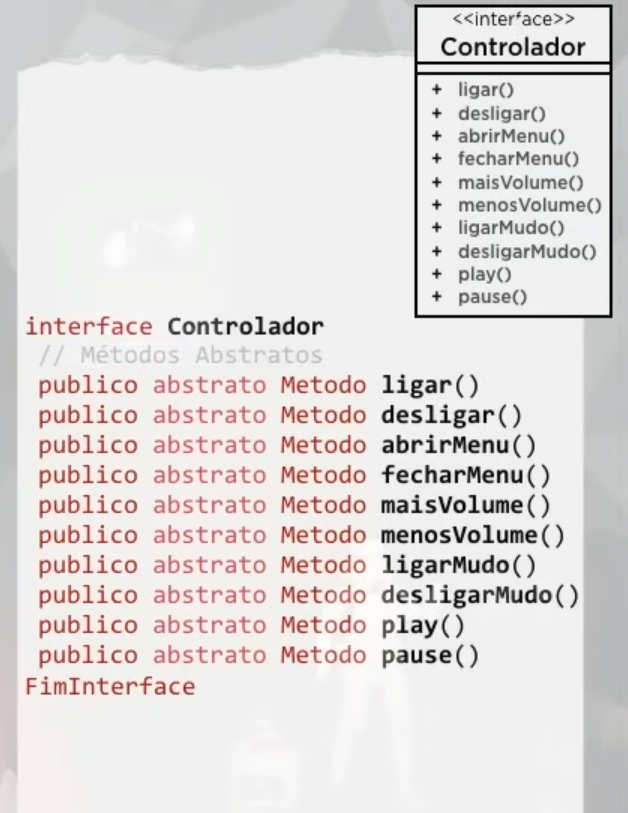 <<interface>>
Controlador
+ ligar()
+ desligar()
+ abrirMenu()
+ fecharMenu()
+ maisVolume()
+ menosVolume()
+ ligarMudo()
+ desligarMudo()
+ play()
+ pause()
interface Controlador
// Métodos Abstratos
publico abstrato Metodo ligar()
publico abstrato Metodo desligar()
publico abstrato Metodo abrirMenu()
publico abstrato Metodo fecharMenu()
publico abstrato Metodo maisVolume()
publico abstrato Metodo menosVolume()
publico abstrato Metodo ligarMudo()
publico abstrato Metodo desligarMudo()
publico abstrato Metodo play()
publico abstrato Metodo pause()
FimInterface